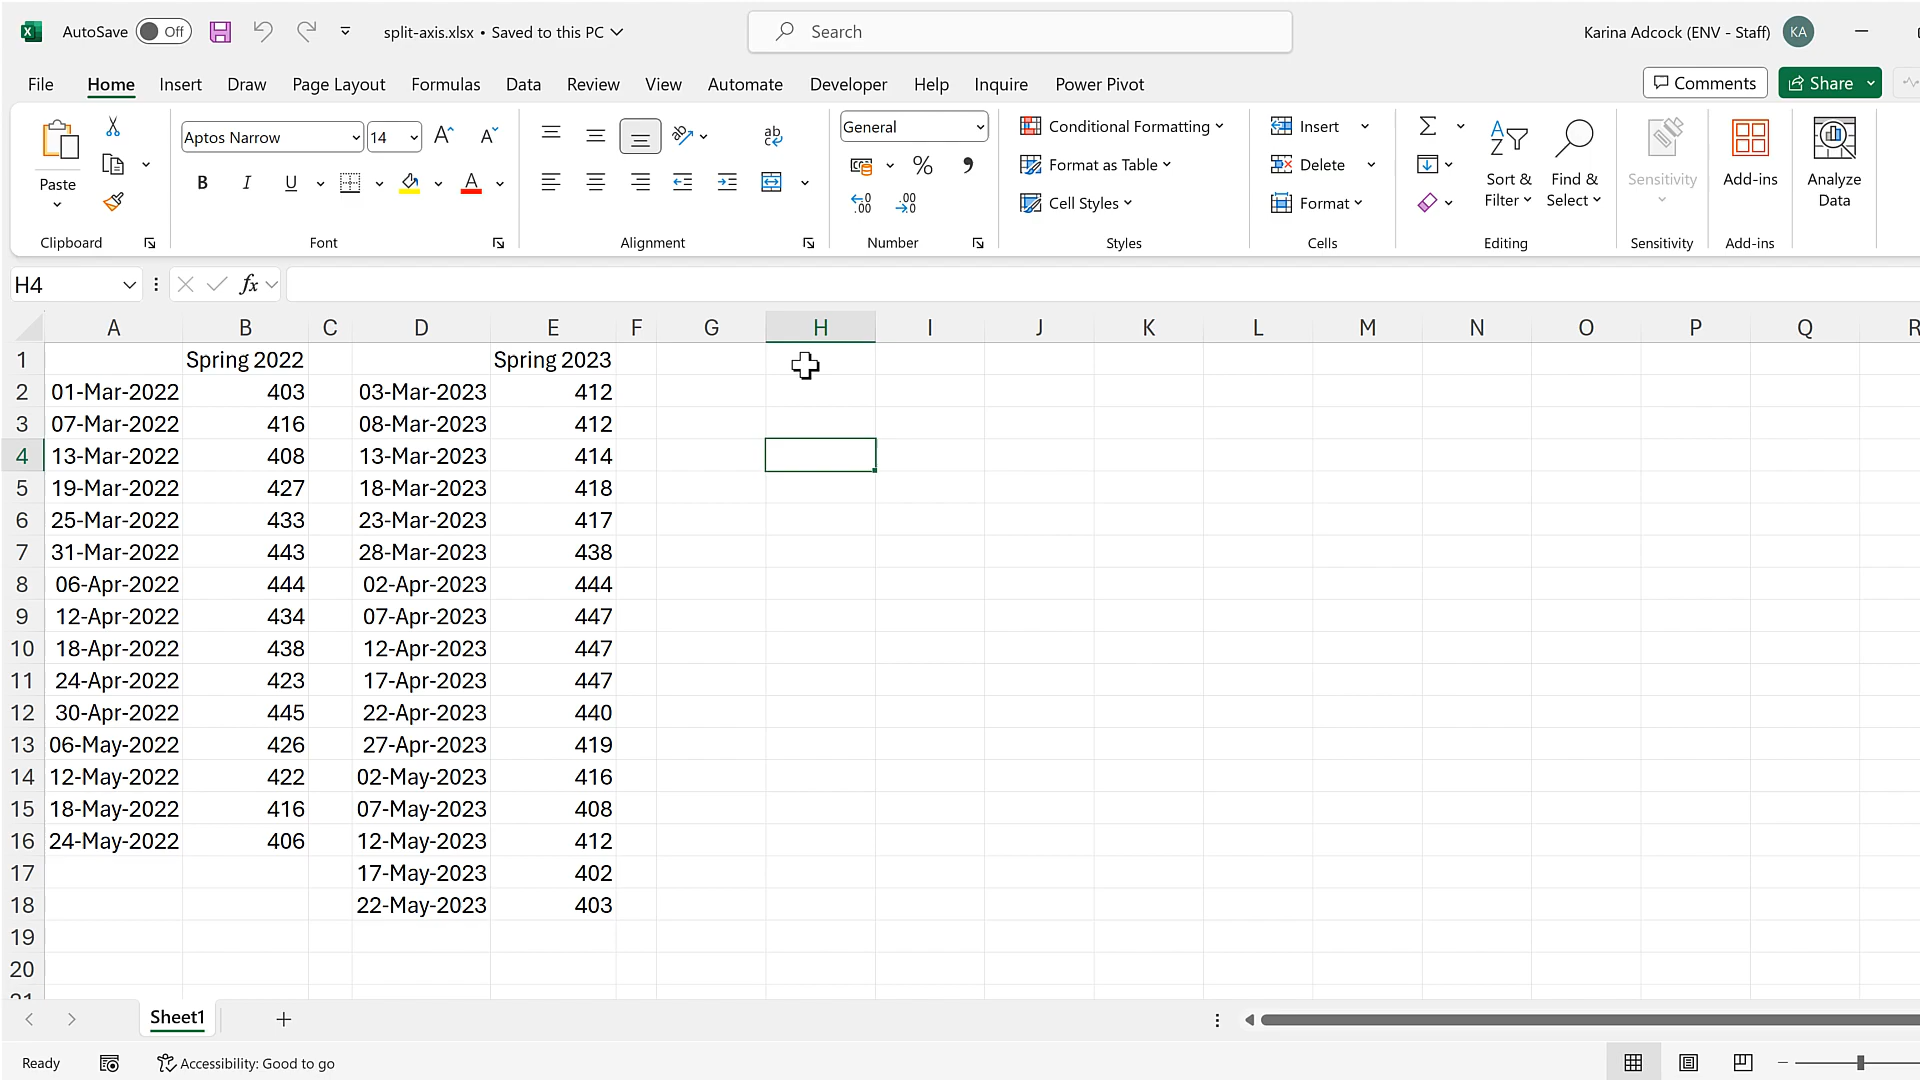 AutoSave Off split-axis.xlsx • Saved to this PC Search Karina Adcock (ENV - Staff) KA
File Home Insert Draw Page Layout Formulas Data Review View Automate Developer Help Inquire Power Pivot Comments Share
Paste
Clipboard
Aptos Narrow 14
B I U
Font
Alignment
General
Number
Conditional Formatting
Format as Table
Cell Styles
Styles
Insert
Delete
Format
Cells
Sort & Filter
Find & Select
Editing
Sensitivity
Sensitivity
Add-ins
Add-ins
Analyze Data
H4 fx
A B C D E F G H I J K L M N O P Q R
1 Spring 2022 Spring 2023
2 01-Mar-2022 403 03-Mar-2023 412
3 07-Mar-2022 416 08-Mar-2023 412
4 13-Mar-2022 408 13-Mar-2023 414
5 19-Mar-2022 427 18-Mar-2023 418
6 25-Mar-2022 433 23-Mar-2023 417
7 31-Mar-2022 443 28-Mar-2023 438
8 06-Apr-2022 444 02-Apr-2023 444
9 12-Apr-2022 434 07-Apr-2023 447
10 18-Apr-2022 438 12-Apr-2023 447
11 24-Apr-2022 423 17-Apr-2023 447
12 30-Apr-2022 445 22-Apr-2023 440
13 06-May-2022 426 27-Apr-2023 419
14 12-May-2022 422 02-May-2023 416
15 18-May-2022 416 07-May-2023 408
16 24-May-2022 406 12-May-2023 412
17 17-May-2023 402
18 22-May-2023 403
19
20
21
Sheet1
Ready Accessibility: Good to go